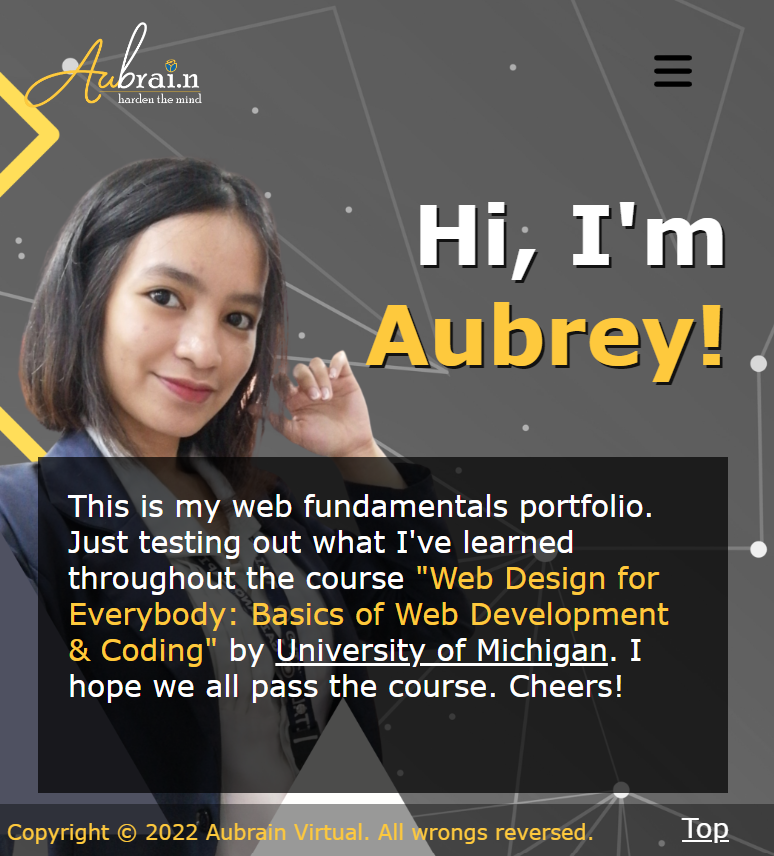 Aubrai.n
harden the mind
Hi, I'm
Aubrey!
This is my web fundamentals portfolio.
Just testing out what I've learned
throughout the course "Web Design for
Everybody: Basics of Web Development
& Coding" by University of Michigan. I
hope we all pass the course. Cheers!
Copyright © 2022 Aubrain Virtual. All wrongs reversed.
Top